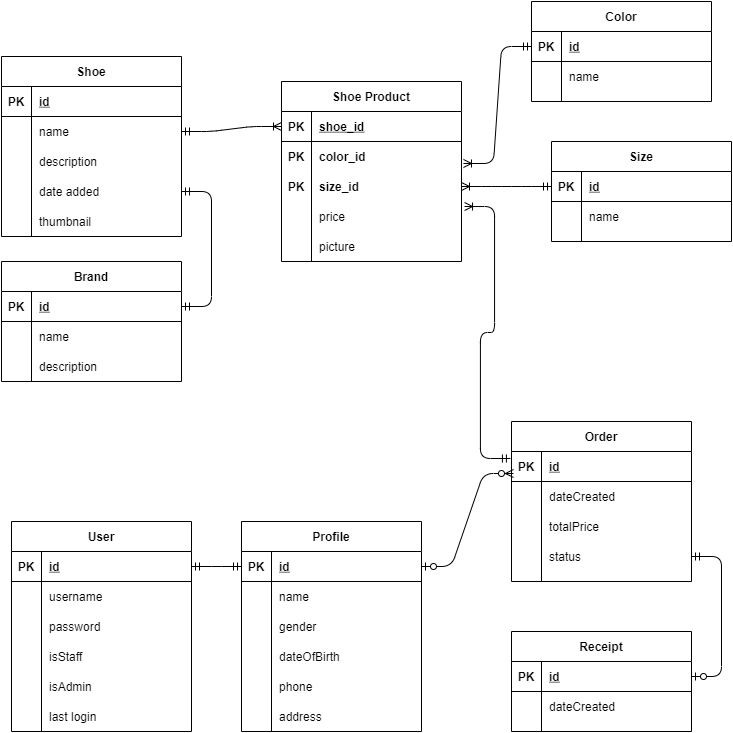 Color
PK id
name
Shoe
PK id
name
description
date added
thumbnail
Shoe Product
PK shoe_id
PK color_id
PK size_id
price
picture
Size
PK id
name
Brand
PK id
name
description
Order
PK id
dateCreated
totalPrice
status
User
PK id
username
password
isStaff
isAdmin
last login
Profile
PK id
name
gender
dateOfBirth
phone
address
Receipt
PK id
dateCreated